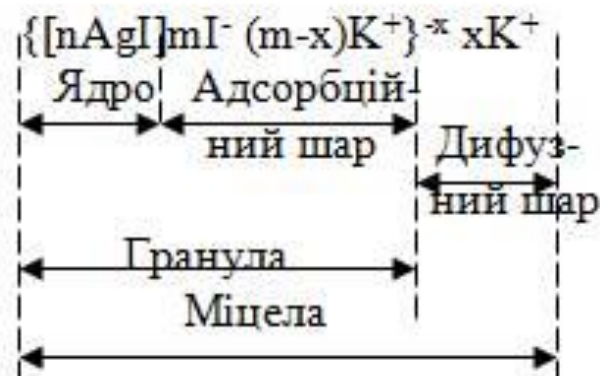 {[nAgI]mI⁻ (m-x)K⁺}⁻ˣ xK⁺
Ядро Адсорбцій-
ний шар Дифуз-
ний шар
Гранула
Міцела